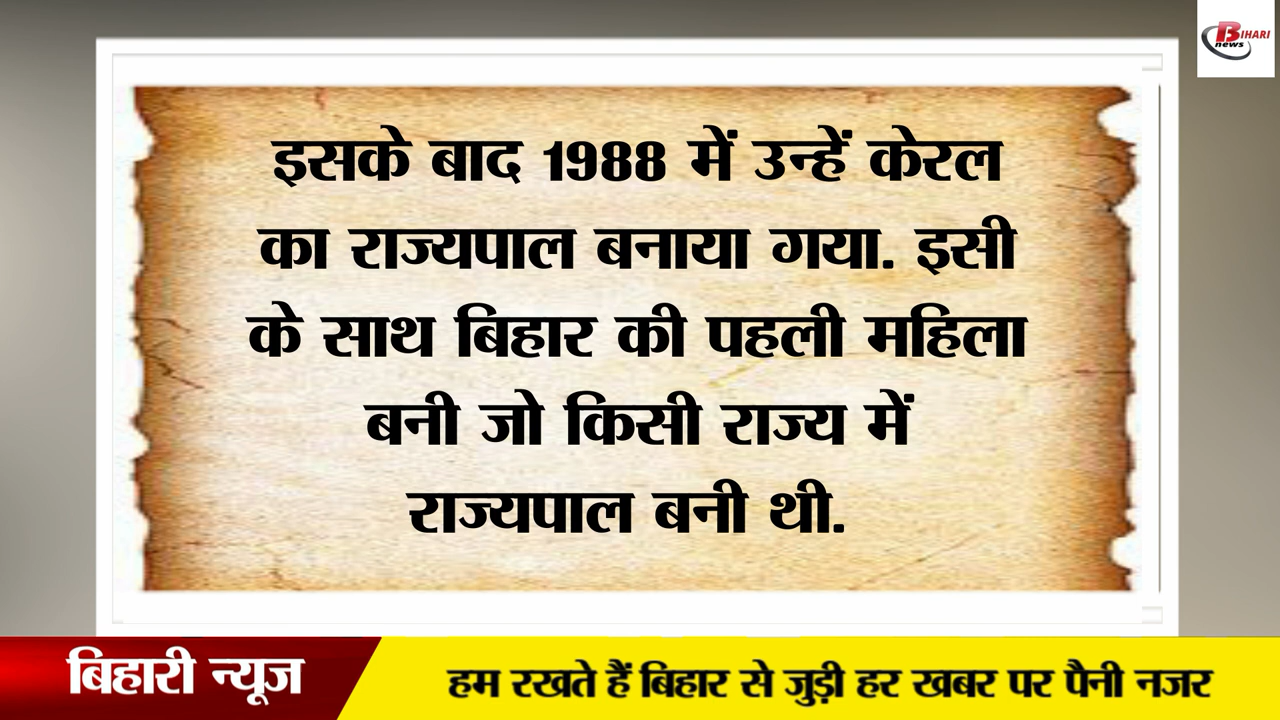 BIHARI
news
इसके बाद 1988 में उन्हें केरल
का राज्यपाल बनाया गया. इसी
के साथ बिहार की पहली महिला
बनी जो किसी राज्य में
राज्यपाल बनी थी.
बिहारी न्यूज
हम रखते हैं बिहार से जुड़ी हर खबर पर पैनी नजर